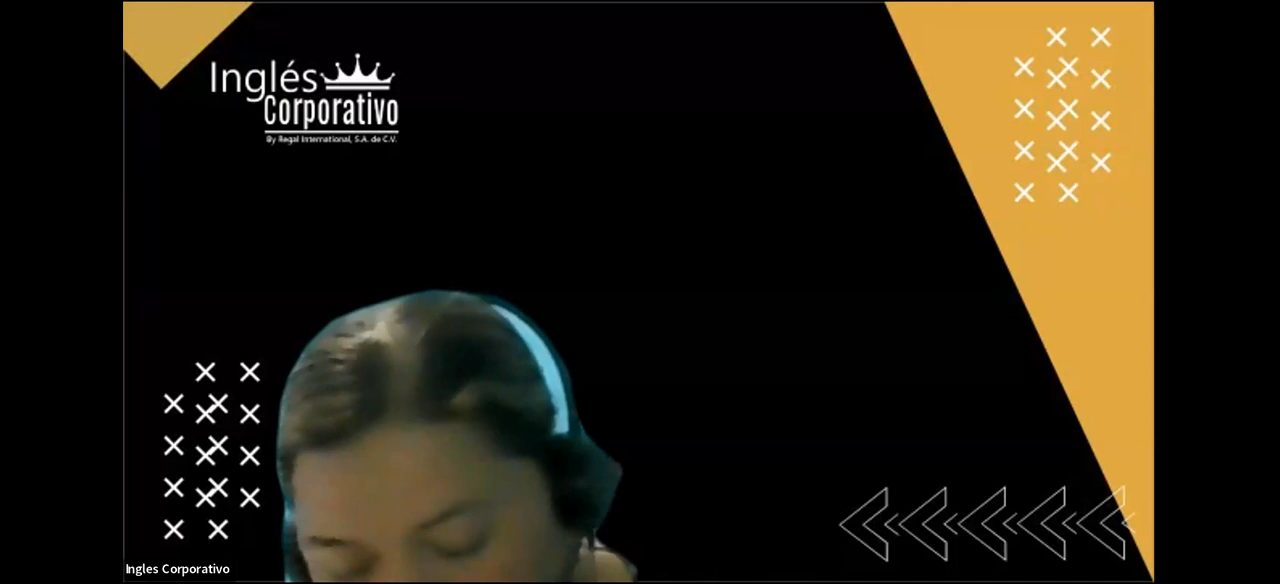 Inglés
Corporativo
By Regal International, S.A. de C.V.
Ingles Corporativo